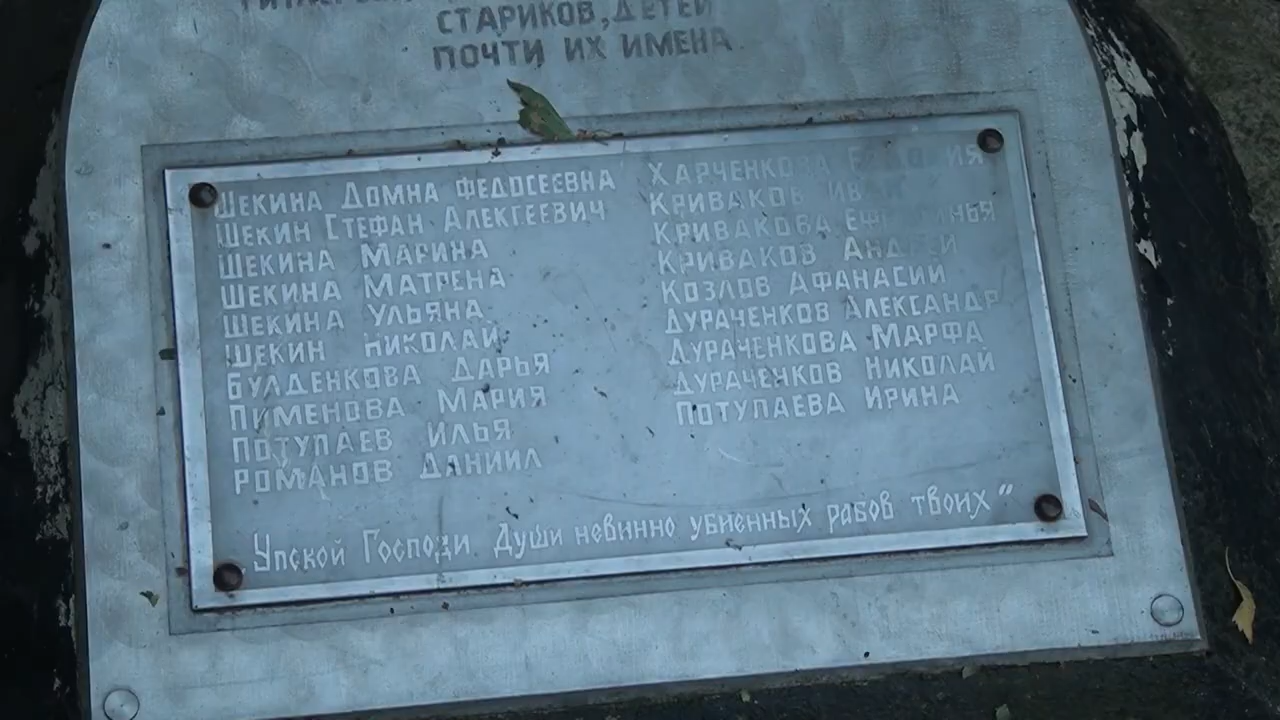 СТАРИКОВ, ДЕТЕЙ
ПОЧТИ ИХ ИМЕНА
ШЕКИНА ДОМНА ФЕДОСЕЕВНА
ШЕКИН СТЕФАН АЛЕКСЕЕВИЧ
ШЕКИНА МАРИНА
ШЕКИНА МАТРЕНА
ШЕКИНА УЛЬЯНА
ШЕКИН НИКОЛАЙ
БУЛДЕНКОВА ДАРЬЯ
ПИМЕНОВА МАРИЯ
ПОТУПАЕВ ИЛЬЯ
РОМАНОВ ДАНИИЛ
ХАРЧЕНКОВА
КРИВАКОВ
КРИВАКОВА
КРИВАКОВ АНДРЕЙ
КОЗЛОВ АФАНАСИЙ
ДУРАЧЕНКОВ АЛЕКСАНДР
ДУРАЧЕНКОВА МАРФА
ДУРАЧЕНКОВ НИКОЛАЙ
ПОТУПАЕВА ИРИНА
Упской Господи Души невинно убиенных рабов твоих"